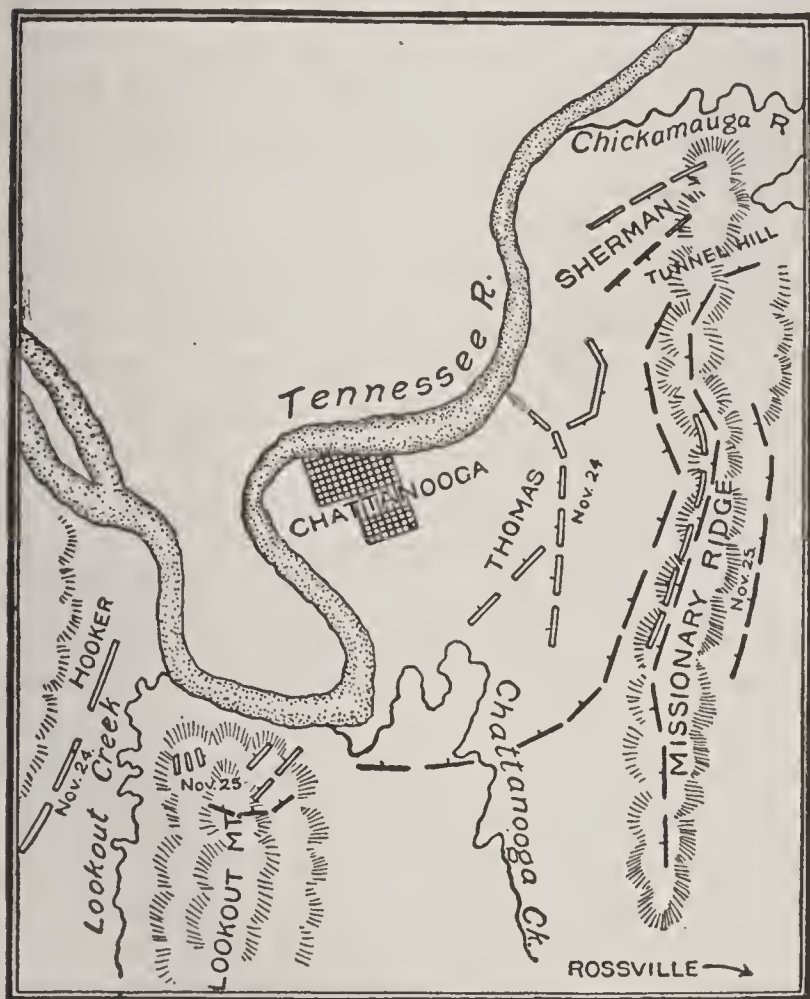 Chickamauga R
SHERMAN
TUNNEL HILL
Tennessee R.
CHATTANOOGA
THOMAS
Nov. 24
MISSIONARY RIDGE
Nov. 25
HOOKER
Nov. 24
Lookout Creek
Nov. 25
LOOKOUT MT.
Chattanooga Ck.
ROSSVILLE